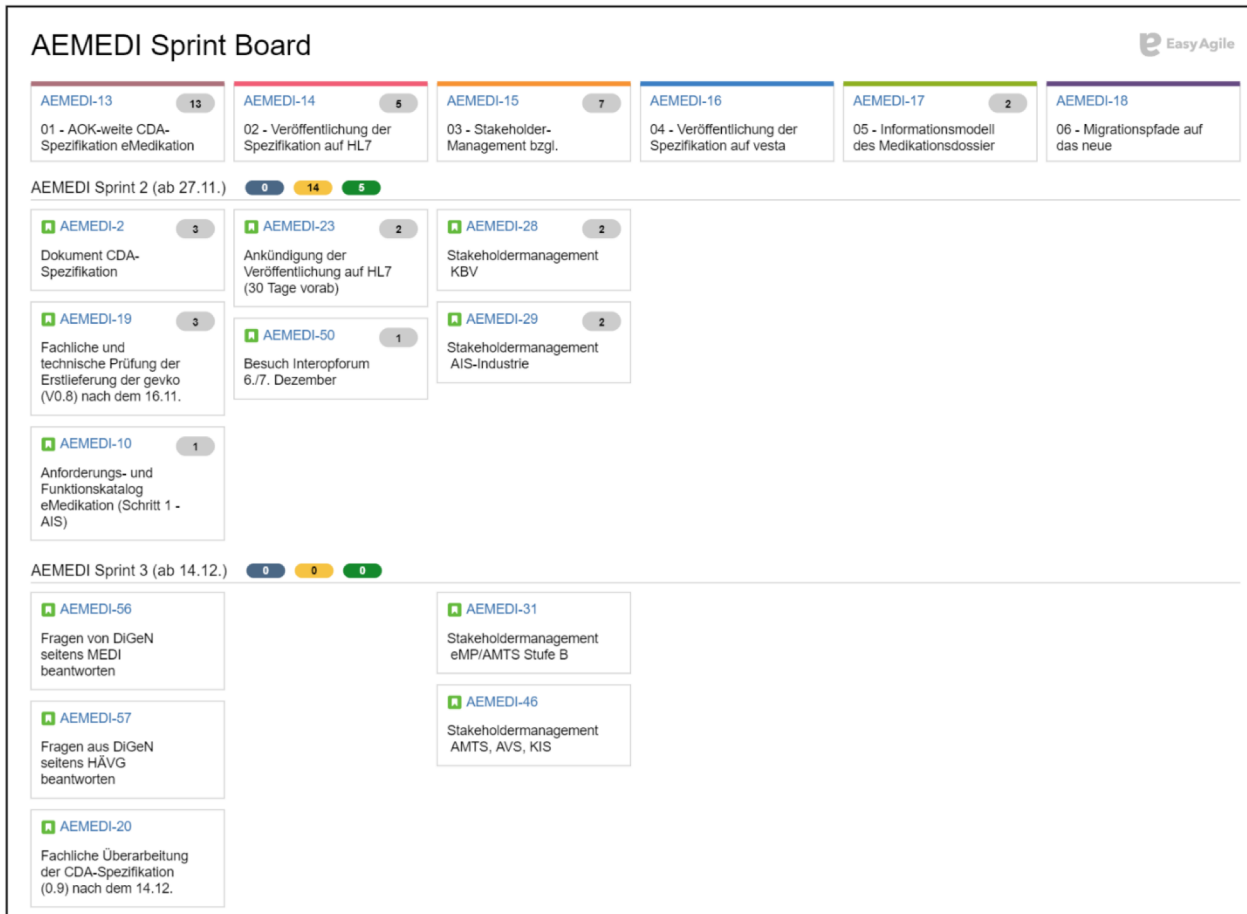 AEMEDI Sprint Board
EasyAgile
AEMEDI-13 13
01 - AOK-weite CDA-
Spezifikation eMedikation
AEMEDI-14 5
02 - Veröffentlichung der
Spezifikation auf HL7
AEMEDI-15 7
03 - Stakeholder-
Management bzgl.
AEMEDI-16
04 - Veröffentlichung der
Spezifikation auf vesta
AEMEDI-17 2
05 - Informationsmodell
des Medikationsdossier
AEMEDI-18
06 - Migrationspfade auf
das neue
AEMEDI Sprint 2 (ab 27.11.) 0 14 5
AEMEDI-2 3
Dokument CDA-
Spezifikation
AEMEDI-19 3
Fachliche und
technische Prüfung der
Erstlieferung der gevko
(V0.8) nach dem 16.11.
AEMEDI-10 1
Anforderungs- und
Funktionskatalog
eMedikation (Schritt 1 -
AIS)
AEMEDI-23 2
Ankündigung der
Veröffentlichung auf HL7
(30 Tage vorab)
AEMEDI-50 1
Besuch Interopforum
6./7. Dezember
AEMEDI-28 2
Stakeholdermanagement
KBV
AEMEDI-29 2
Stakeholdermanagement
AIS-Industrie
AEMEDI Sprint 3 (ab 14.12.) 0 0 0
AEMEDI-56
Fragen von DiGeN
seitens MEDI
beantworten
AEMEDI-57
Fragen aus DiGeN
seitens HÄVG
beantworten
AEMEDI-20
Fachliche Überarbeitung
der CDA-Spezifikation
(0.9) nach dem 14.12.
AEMEDI-31
Stakeholdermanagement
eMP/AMTS Stufe B
AEMEDI-46
Stakeholdermanagement
AMTS, AVS, KIS